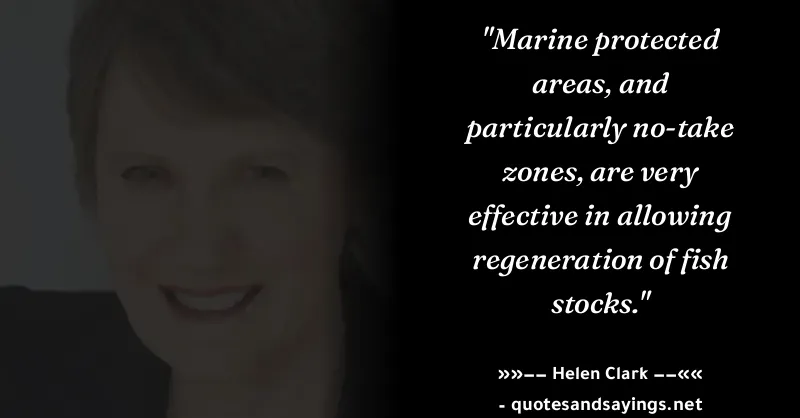 "Marine protected
areas, and
particularly no-take
zones, are very
effective in allowing
regeneration of fish
stocks."
»»–– Helen Clark ––««
- quotesandsayings.net